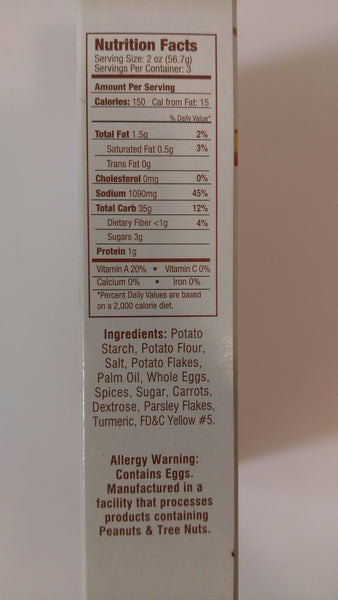 Nutrition Facts
Serving Size: 2 oz (56.7g)
Servings Per Container: 3
Amount Per Serving
Calories: 150 Cal from Fat: 15
% Daily Value*
Total Fat 1.5g 2%
Saturated Fat 0.5g 3%
Trans Fat 0g
Cholesterol 0mg 0%
Sodium 1090mg 45%
Total Carb 35g 12%
Dietary Fiber <1g 4%
Sugars 3g
Protein 1g
Vitamin A 20% • Vitamin C 0%
Calcium 0% • Iron 0%
*Percent Daily Values are based
on a 2,000 calorie diet.
Ingredients: Potato
Starch, Potato Flour,
Salt, Potato Flakes,
Palm Oil, Whole Eggs,
Spices, Sugar, Carrots,
Dextrose, Parsley Flakes,
Turmeric, FD&C Yellow #5.
Allergy Warning:
Contains Eggs.
Manufactured in a
facility that processes
products containing
Peanuts & Tree Nuts.